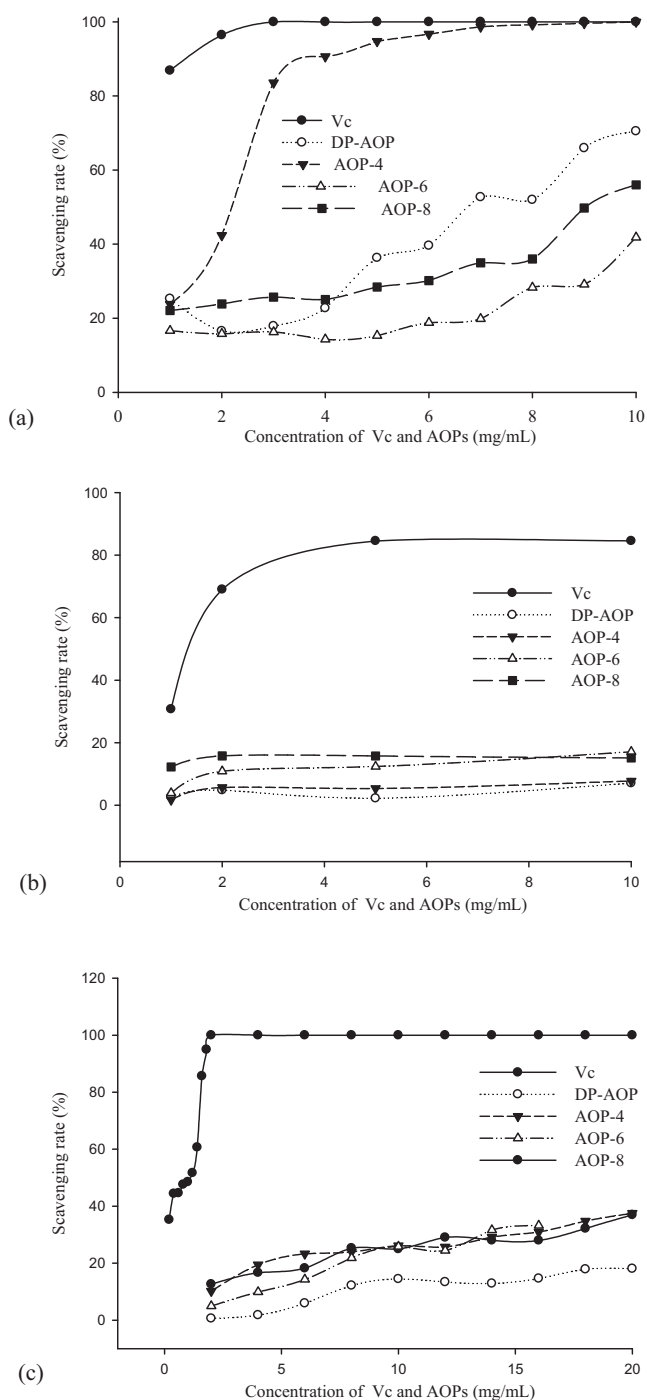 100
80
60
40
20
0
Scavenging rate (%)
Vc
DP-AOP
AOP-4
AOP-6
AOP-8
0 2 4 6 8 10
Concentration of Vc and AOPs (mg/mL)
(a)
100
80
60
40
20
0
Scavenging rate (%)
Vc
DP-AOP
AOP-4
AOP-6
AOP-8
0 2 4 6 8 10
Concentration of Vc and AOPs (mg/mL)
(b)
120
100
80
60
40
20
0
Scavenging rate (%)
Vc
DP-AOP
AOP-4
AOP-6
AOP-8
0 5 10 15 20
Concentration of Vc and AOPs (mg/mL)
(c)